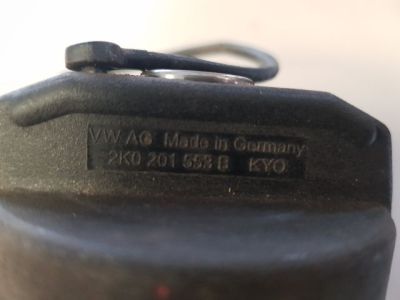 VW AG Made in Germany
2K0 201 553 B KYO